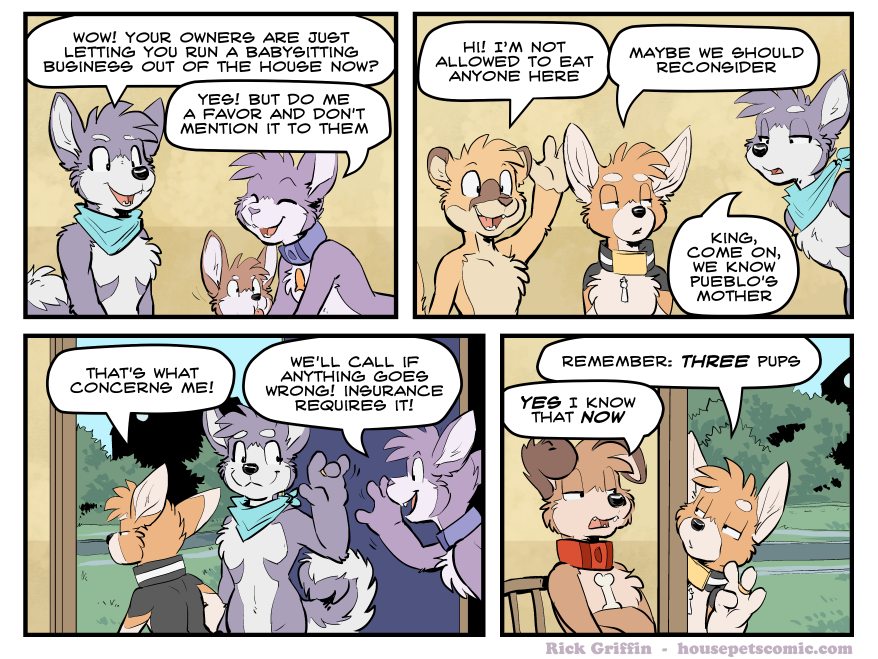 WOW! YOUR OWNERS ARE JUST
LETTING YOU RUN A BABYSITTING
BUSINESS OUT OF THE HOUSE NOW?
YES! BUT DO ME
A FAVOR AND DON'T
MENTION IT TO THEM
HI! I'M NOT
ALLOWED TO EAT
ANYONE HERE
MAYBE WE SHOULD
RECONSIDER
KING,
COME ON,
WE KNOW
PUEBLO'S
MOTHER
THAT'S WHAT
CONCERNS ME!
WE'LL CALL IF
ANYTHING GOES
WRONG! INSURANCE
REQUIRES IT!
REMEMBER: THREE PUPS
YES I KNOW
THAT NOW
Rick Griffin - housepetscomic.com